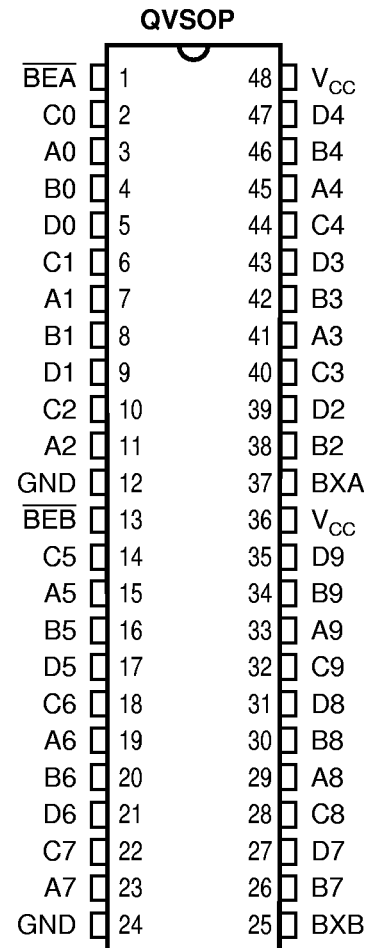 QVSOP
BEA 1 48 VCC
C0 2 47 D4
A0 3 46 B4
B0 4 45 A4
D0 5 44 C4
C1 6 43 D3
A1 7 42 B3
B1 8 41 A3
D1 9 40 C3
C2 10 39 D2
A2 11 38 B2
GND 12 37 BXA
BEB 13 36 VCC
C5 14 35 D9
A5 15 34 B9
B5 16 33 A9
D5 17 32 C9
C6 18 31 D8
A6 19 30 B8
B6 20 29 A8
D6 21 28 C8
C7 22 27 D7
A7 23 26 B7
GND 24 25 BXB